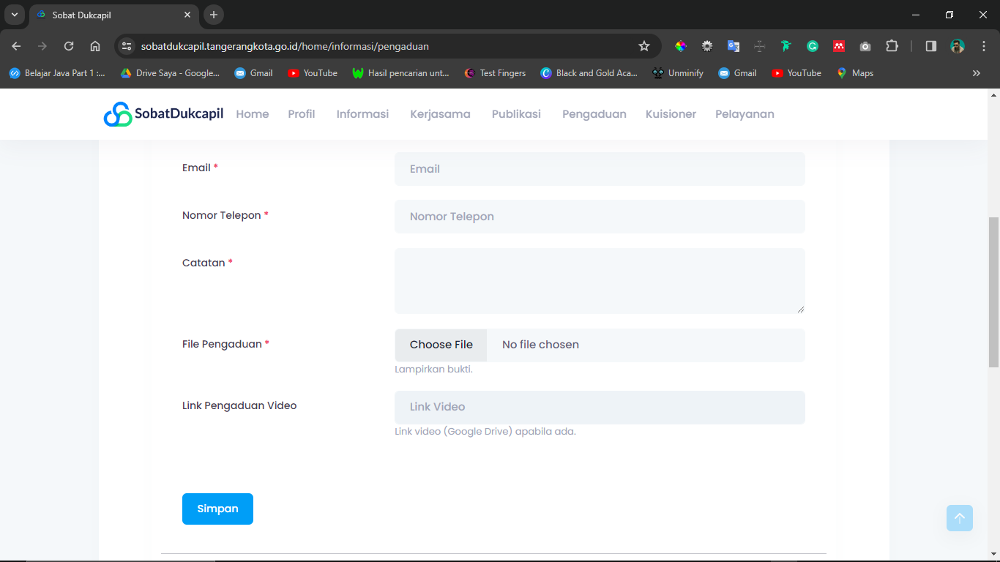 Sobat Dukcapil
sobatdukcapil.tangerangkota.go.id/home/informasi/pengaduan
Belajar Java Part 1 :... Drive Saya - Google... Gmail YouTube Hasil pencarian unt... Test Fingers Black and Gold Aca... Unminify Gmail YouTube Maps
SobatDukcapil Home Profil Informasi Kerjasama Publikasi Pengaduan Kuisioner Pelayanan
Email * Email
Nomor Telepon * Nomor Telepon
Catatan *
File Pengaduan * Choose File No file chosen
Lampirkan bukti.
Link Pengaduan Video Link Video
Link video (Google Drive) apabila ada.
Simpan